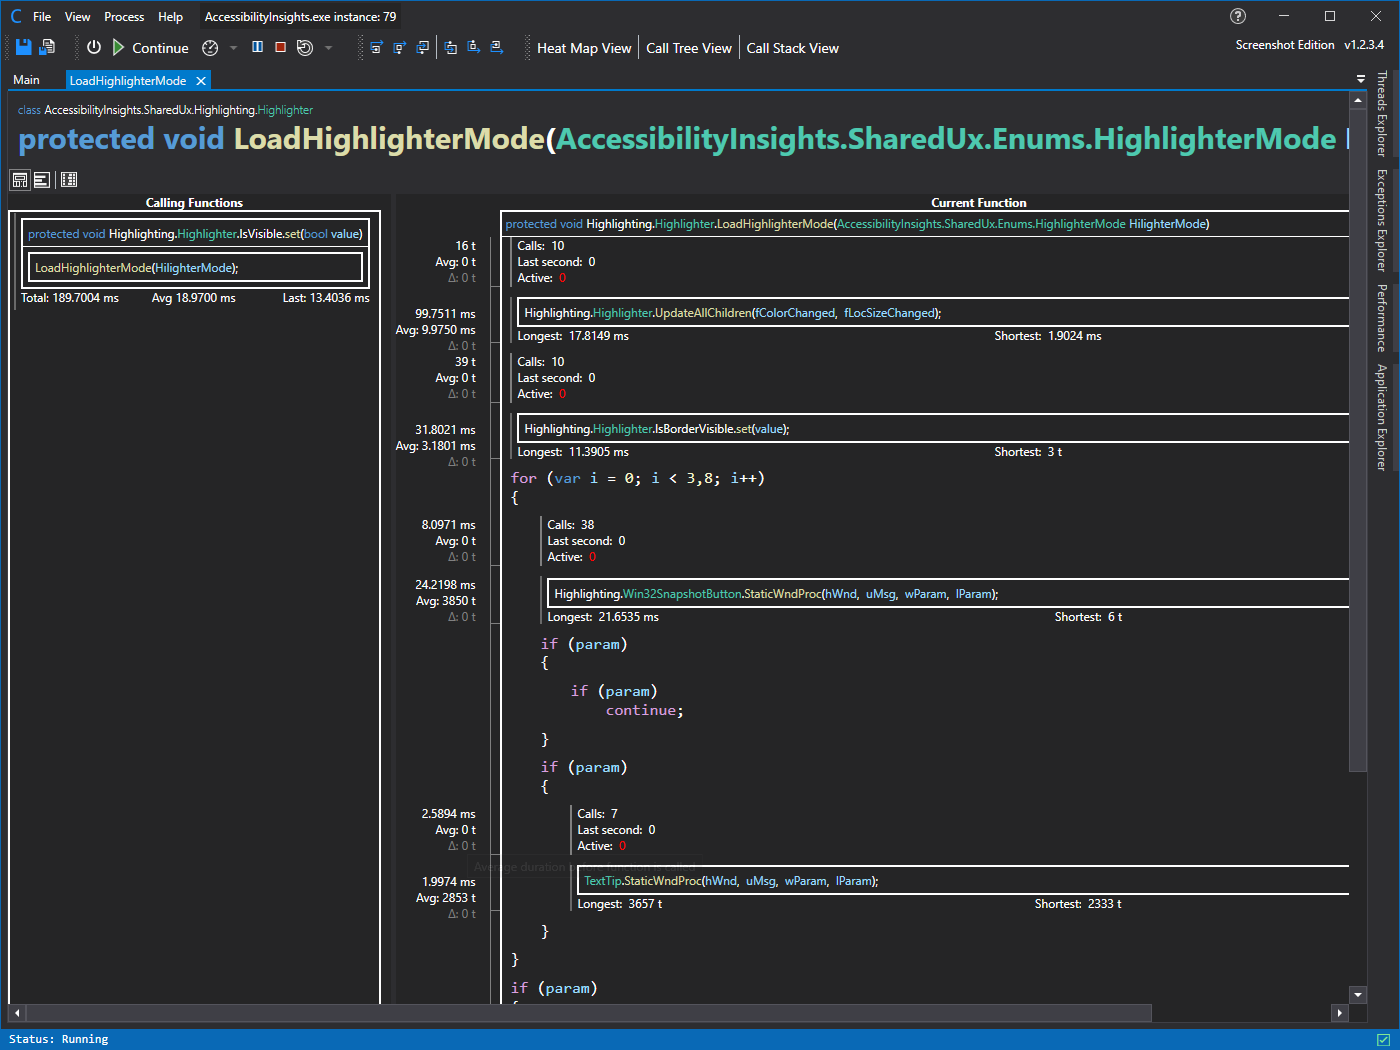 File View Process Help AccessibilityInsights.exe instance: 79
Continue Heat Map View Call Tree View Call Stack View Screenshot Edition v1.2.3.4
Main LoadHighlighterMode
class AccessibilityInsights.SharedUx.Highlighting.Highlighter
protected void LoadHighlighterMode(AccessibilityInsights.SharedUx.Enums.HighlighterMode
Threads Explorer
Exceptions Explorer
Performance
Application Explorer
Calling Functions
protected void Highlighting.Highlighter.IsVisible.set(bool value)
LoadHighlighterMode(HilighterMode);
Total: 189.7004 ms Avg 18.9700 ms Last: 13.4036 ms
Current Function
protected void Highlighting.Highlighter.LoadHighlighterMode(AccessibilityInsights.SharedUx.Enums.HighlighterMode HilighterMode)
16 t Calls: 10
Avg: 0 t Last second: 0
Δ: 0 t Active: 0
99.7511 ms Highlighting.Highlighter.UpdateAllChildren(fColorChanged, fLocSizeChanged);
Avg: 9.9750 ms Longest: 17.8149 ms Shortest: 1.9024 ms
Δ: 0 t
39 t Calls: 10
Avg: 0 t Last second: 0
Δ: 0 t Active: 0
31.8021 ms Highlighting.Highlighter.IsBorderVisible.set(value);
Avg: 3.1801 ms Longest: 11.3905 ms Shortest: 3 t
Δ: 0 t
for (var i = 0; i < 3,8; i++)
{
8.0971 ms Calls: 38
Avg: 0 t Last second: 0
Δ: 0 t Active: 0
24.2198 ms Highlighting.Win32SnapshotButton.StaticWndProc(hWnd, uMsg, wParam, lParam);
Avg: 3850 t Longest: 21.6535 ms Shortest: 6 t
Δ: 0 t
if (param)
{
if (param)
continue;
}
if (param)
{
2.5894 ms Calls: 7
Avg: 0 t Last second: 0
Δ: 0 t Active: 0
Average duration before function is called
1.9974 ms TextTip.StaticWndProc(hWnd, uMsg, wParam, lParam);
Avg: 2853 t Longest: 3657 t Shortest: 2333 t
Δ: 0 t
}
}
if (param)
Status: Running